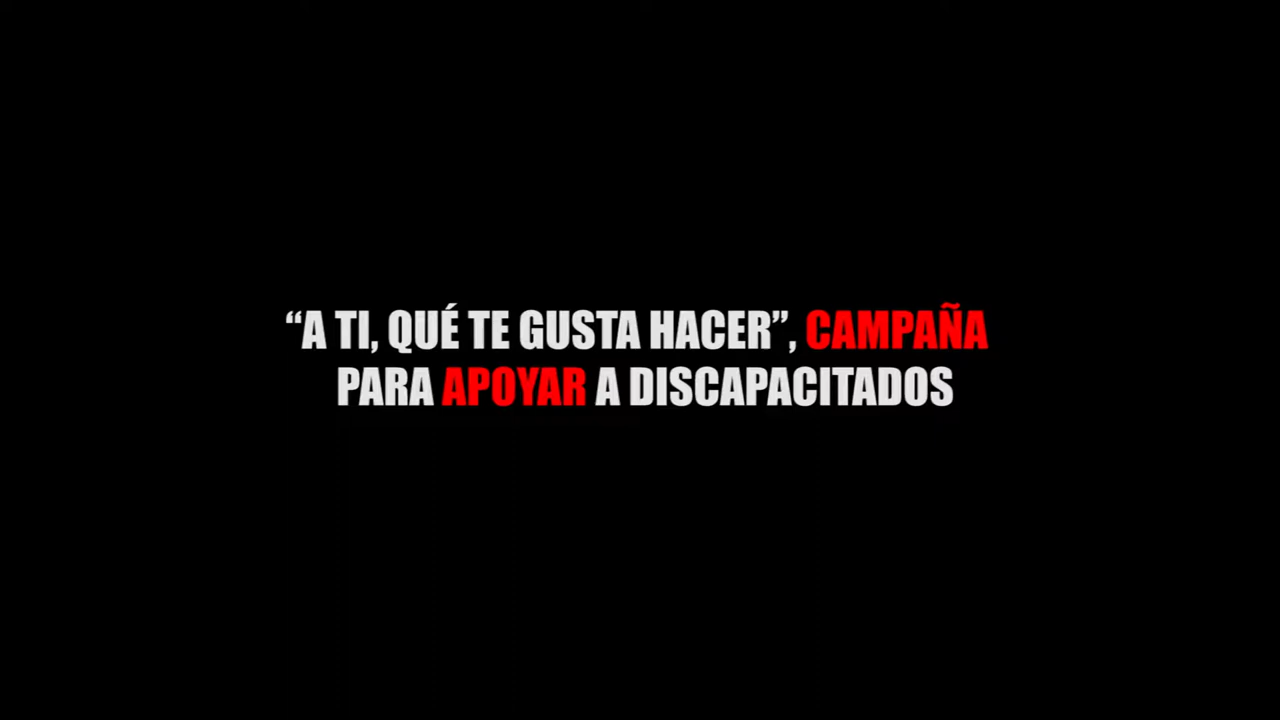 “A TI, QUÉ TE GUSTA HACER”, CAMPAÑA
PARA APOYAR A DISCAPACITADOS